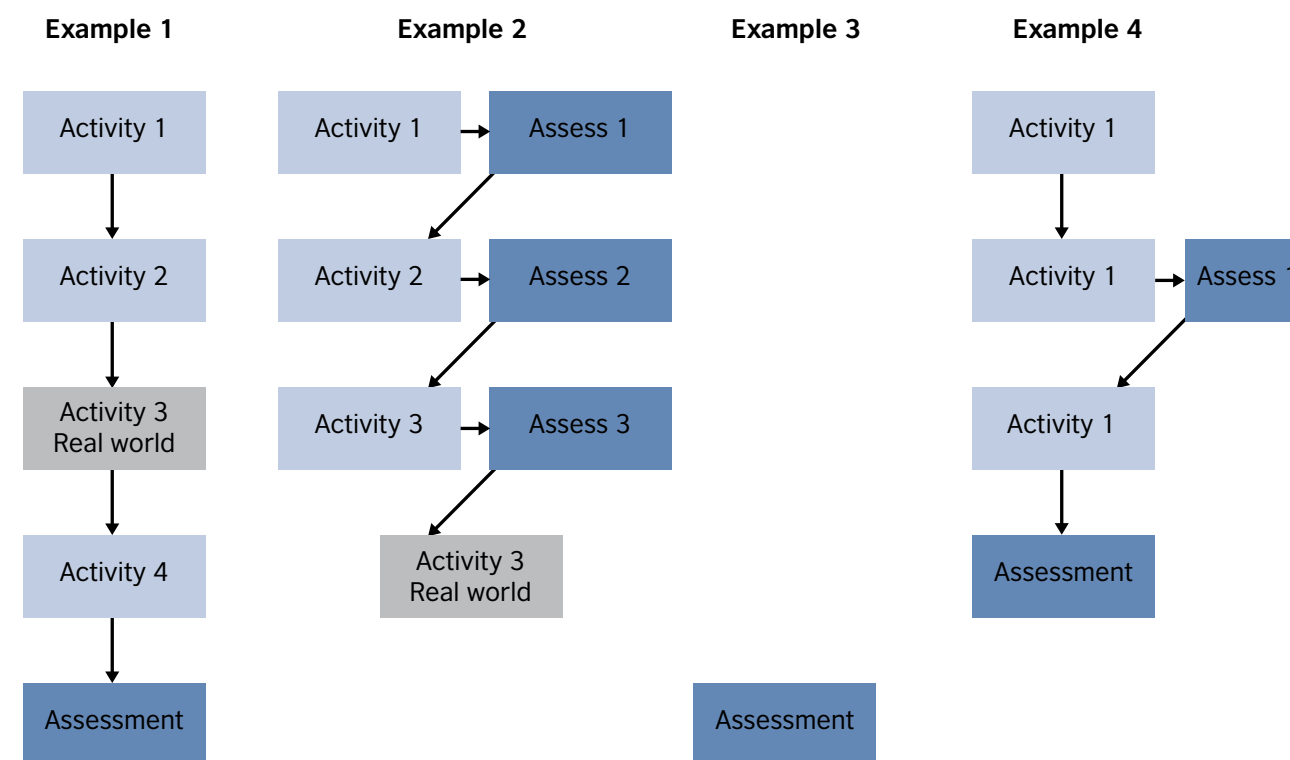 Example 1
Example 2
Example 3
Example 4
Activity 1
Activity 1
Assess 1
Activity 1
Activity 2
Activity 2
Assess 2
Activity 1
Assess 1
Activity 3
Real world
Activity 3
Assess 3
Activity 1
Activity 4
Activity 3
Real world
Assessment
Assessment
Assessment